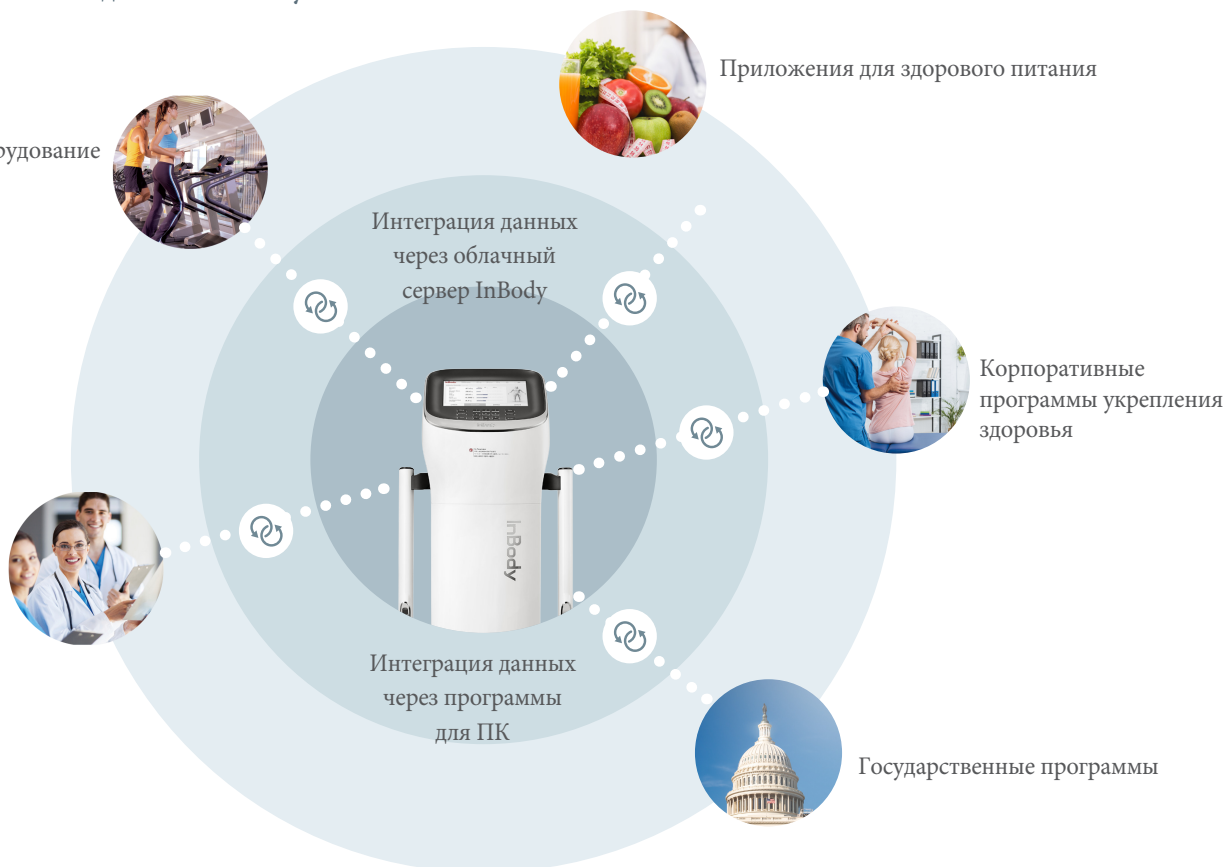 Приложения для здорового питания
Интеграция данных
через облачный
сервер InBody
Корпоративные
программы укрепления
здоровья
InBody
Интеграция данных
через программы
для ПК
Государственные программы